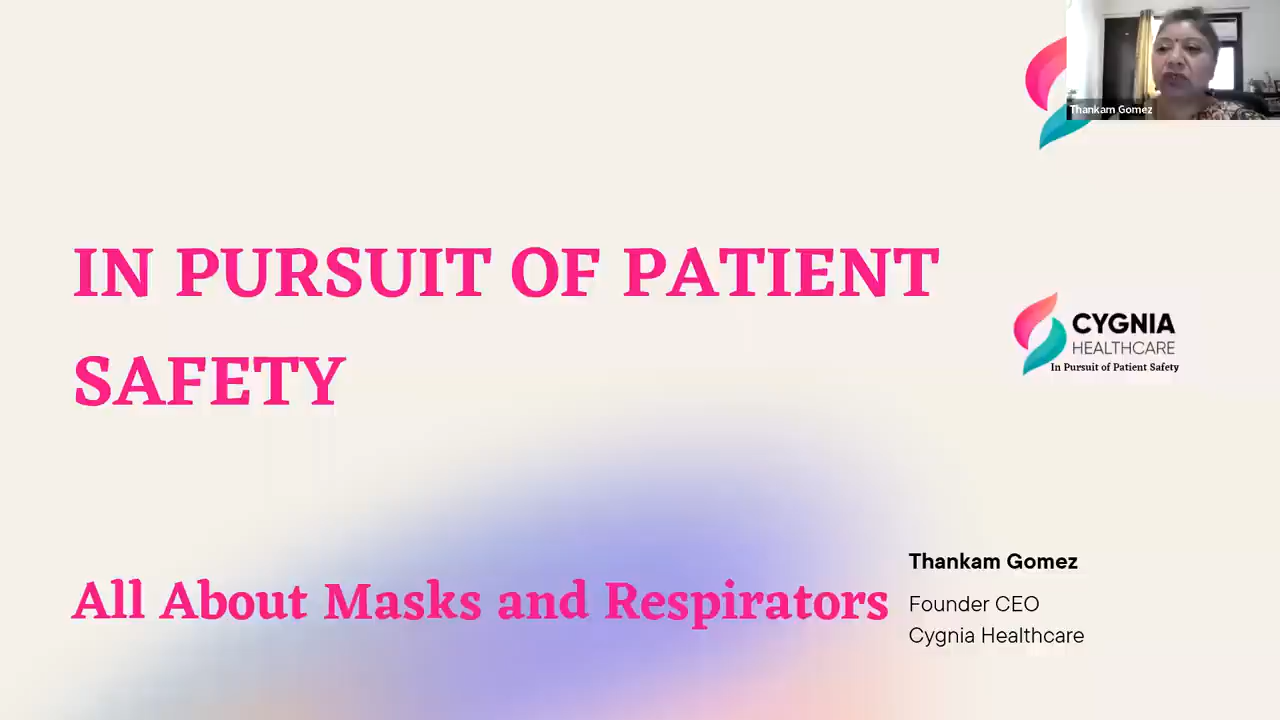 Thankam Gomez
IN PURSUIT OF PATIENT
SAFETY
CYGNIA
HEALTHCARE
In Pursuit of Patient Safety
All About Masks and Respirators
Thankam Gomez
Founder CEO
Cygnia Healthcare